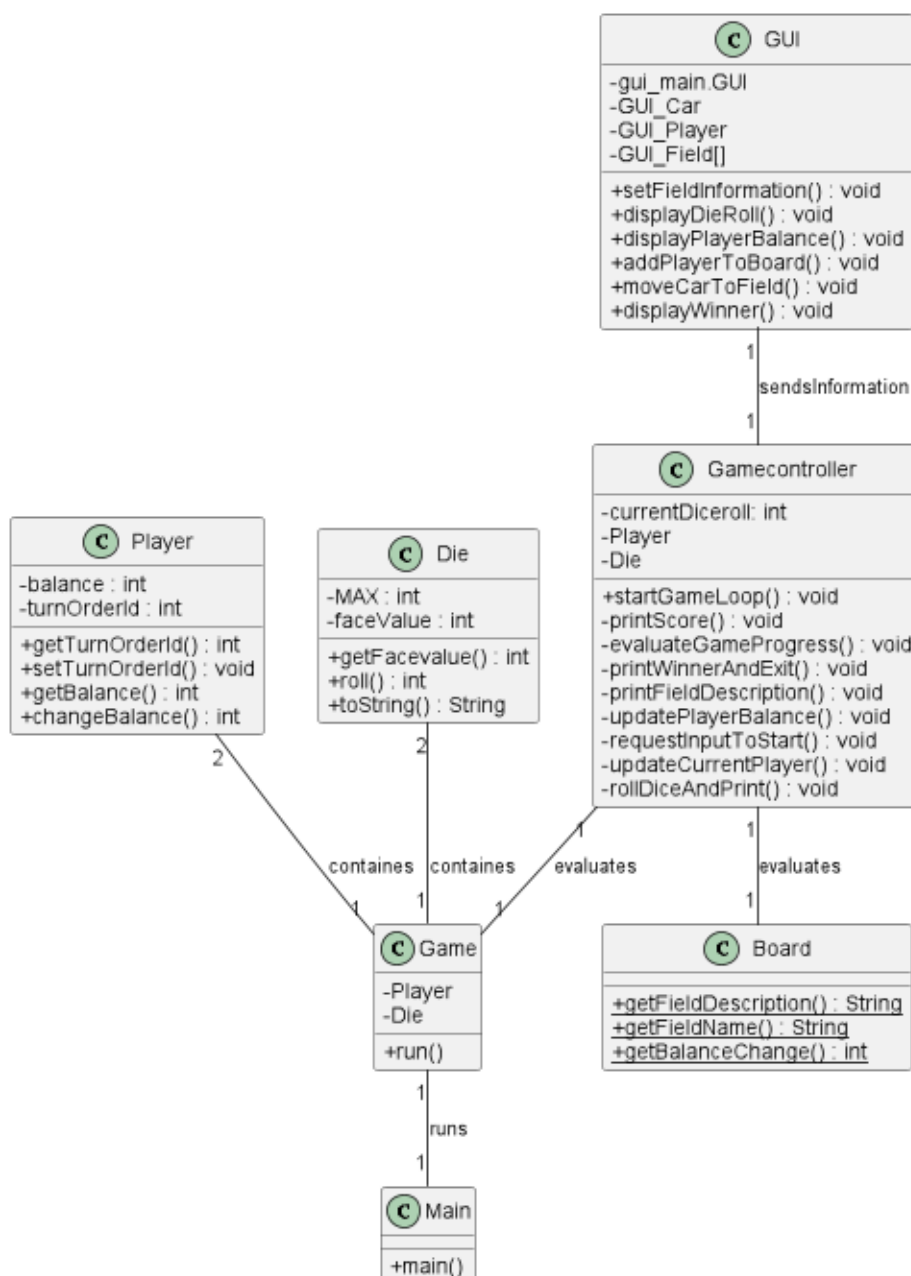 C GUI
-gui_main.GUI
-GUI_Car
-GUI_Player
-GUI_Field[]
+setFieldInformation() : void
+displayDieRoll() : void
+displayPlayerBalance() : void
+addPlayerToBoard() : void
+moveCarToField() : void
+displayWinner() : void
1
sendsInformation
1
C Gamecontroller
-currentDiceroll: int
-Player
-Die
+startGameLoop() : void
-printScore() : void
-evaluateGameProgress() : void
-printWinnerAndExit() : void
-printFieldDescription() : void
-updatePlayerBalance() : void
-requestInputToStart() : void
-updateCurrentPlayer() : void
-rollDiceAndPrint() : void
C Player
-balance : int
-turnOrderId : int
+getTurnOrderId() : int
+setTurnOrderId() : void
+getBalance() : int
+changeBalance() : int
C Die
-MAX : int
-faceValue : int
+getFacevalue() : int
+roll() : int
+toString() : String
2 2 1 1
containes containes evaluates evaluates
1 1 1 1
C Game
-Player
-Die
+run()
C Board
+getFieldDescription() : String
+getFieldName() : String
+getBalanceChange() : int
1
runs
1
C Main
+main()